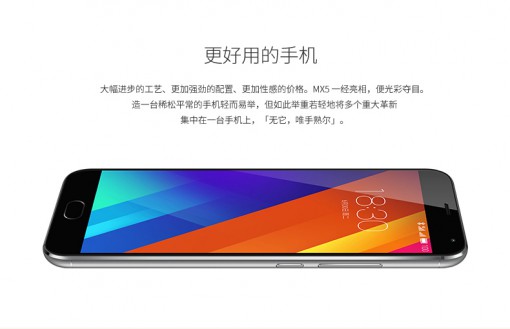 更好用的手机
大幅进步的工艺、更加强劲的配置、更加性感的价格。MX5 一经亮相，便光彩夺目。
造一台稀松平常的手机轻而易举，但如此举重若轻地将多个重大革新
集中在一台手机上，「无它，唯手熟尔」。
18:30